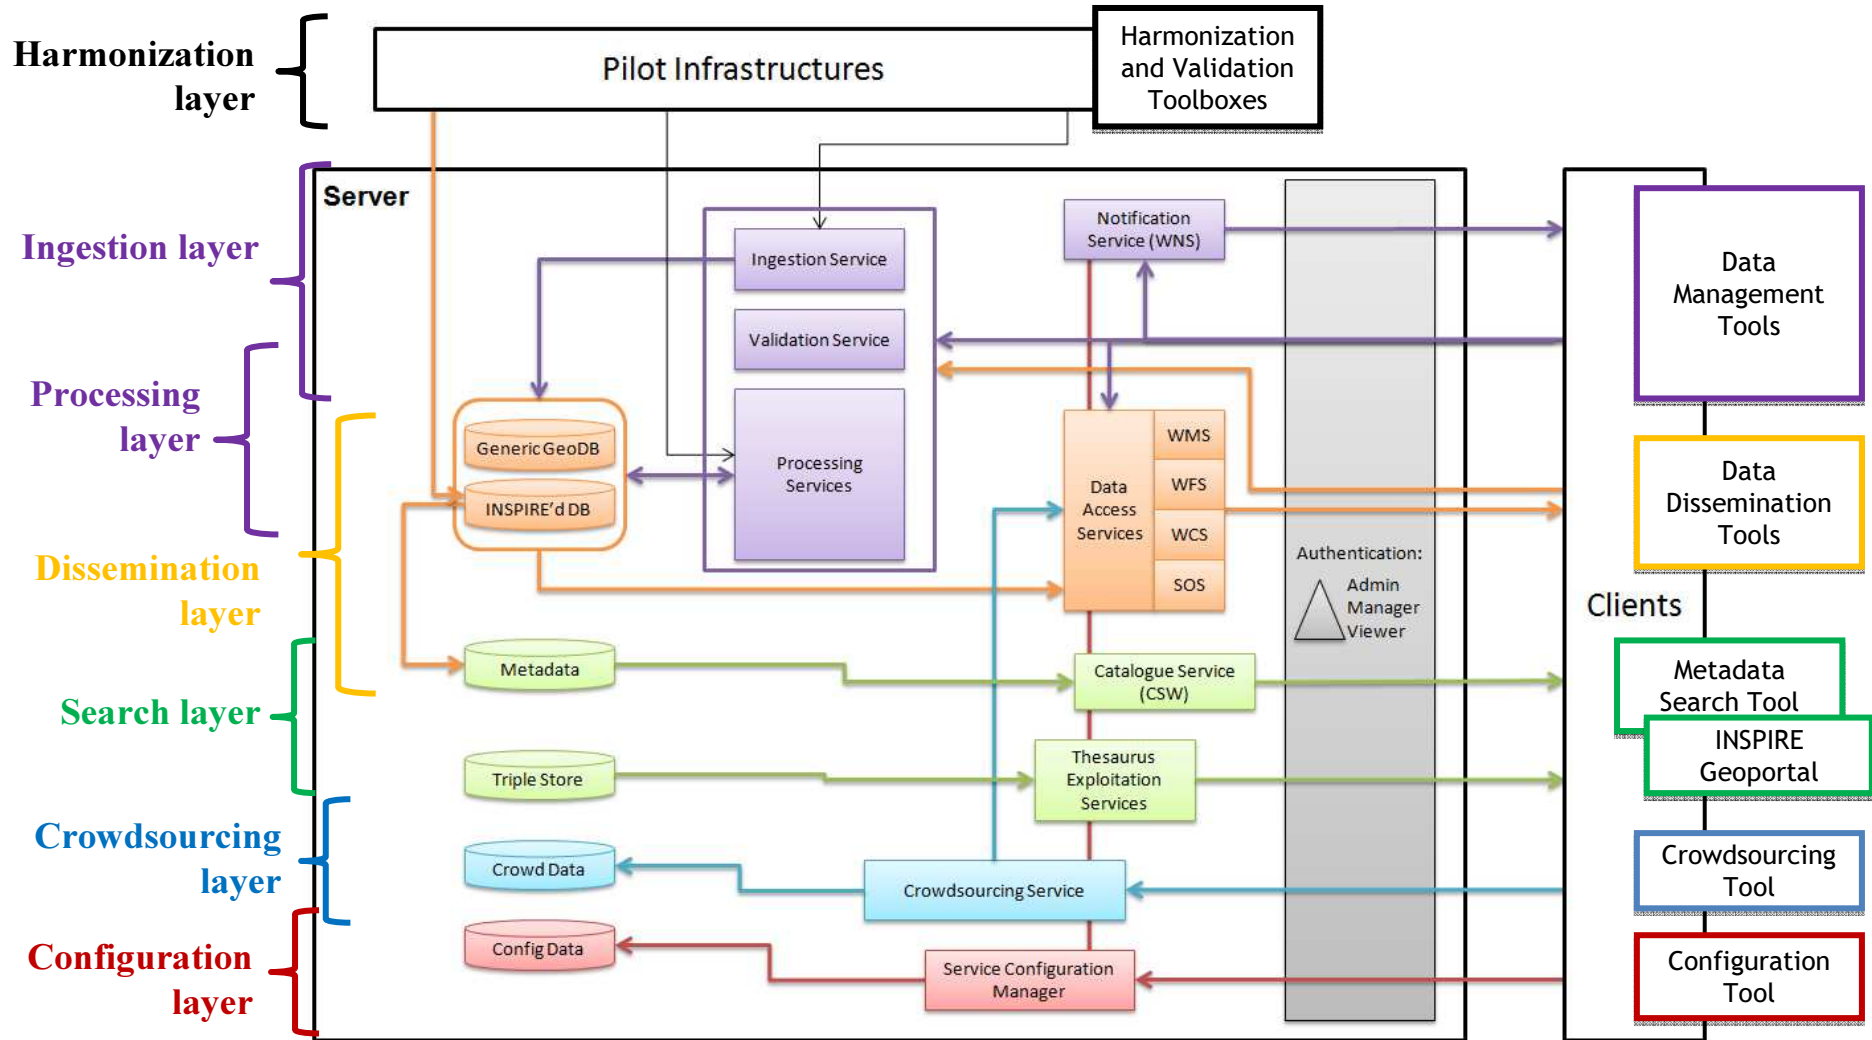 Harmonization
layer
Pilot Infrastructures
Harmonization
and Validation
Toolboxes
Server
Ingestion layer
Processing
layer
Dissemination
layer
Search layer
Crowdsourcing
layer
Configuration
layer
Ingestion Service
Validation Service
Processing
Services
Generic GeoDB
INSPIRE'd DB
Metadata
Triple Store
Crowd Data
Config Data
Notification
Service (WNS)
Data
Access
Services
WMS
WFS
WCS
SOS
Catalogue Service
(CSW)
Thesaurus
Exploitation
Services
Crowdsourcing Service
Service Configuration
Manager
Authentication:
Admin
Manager
Viewer
Clients
Data
Management
Tools
Data
Dissemination
Tools
Metadata
Search Tool
INSPIRE
Geoportal
Crowdsourcing
Tool
Configuration
Tool